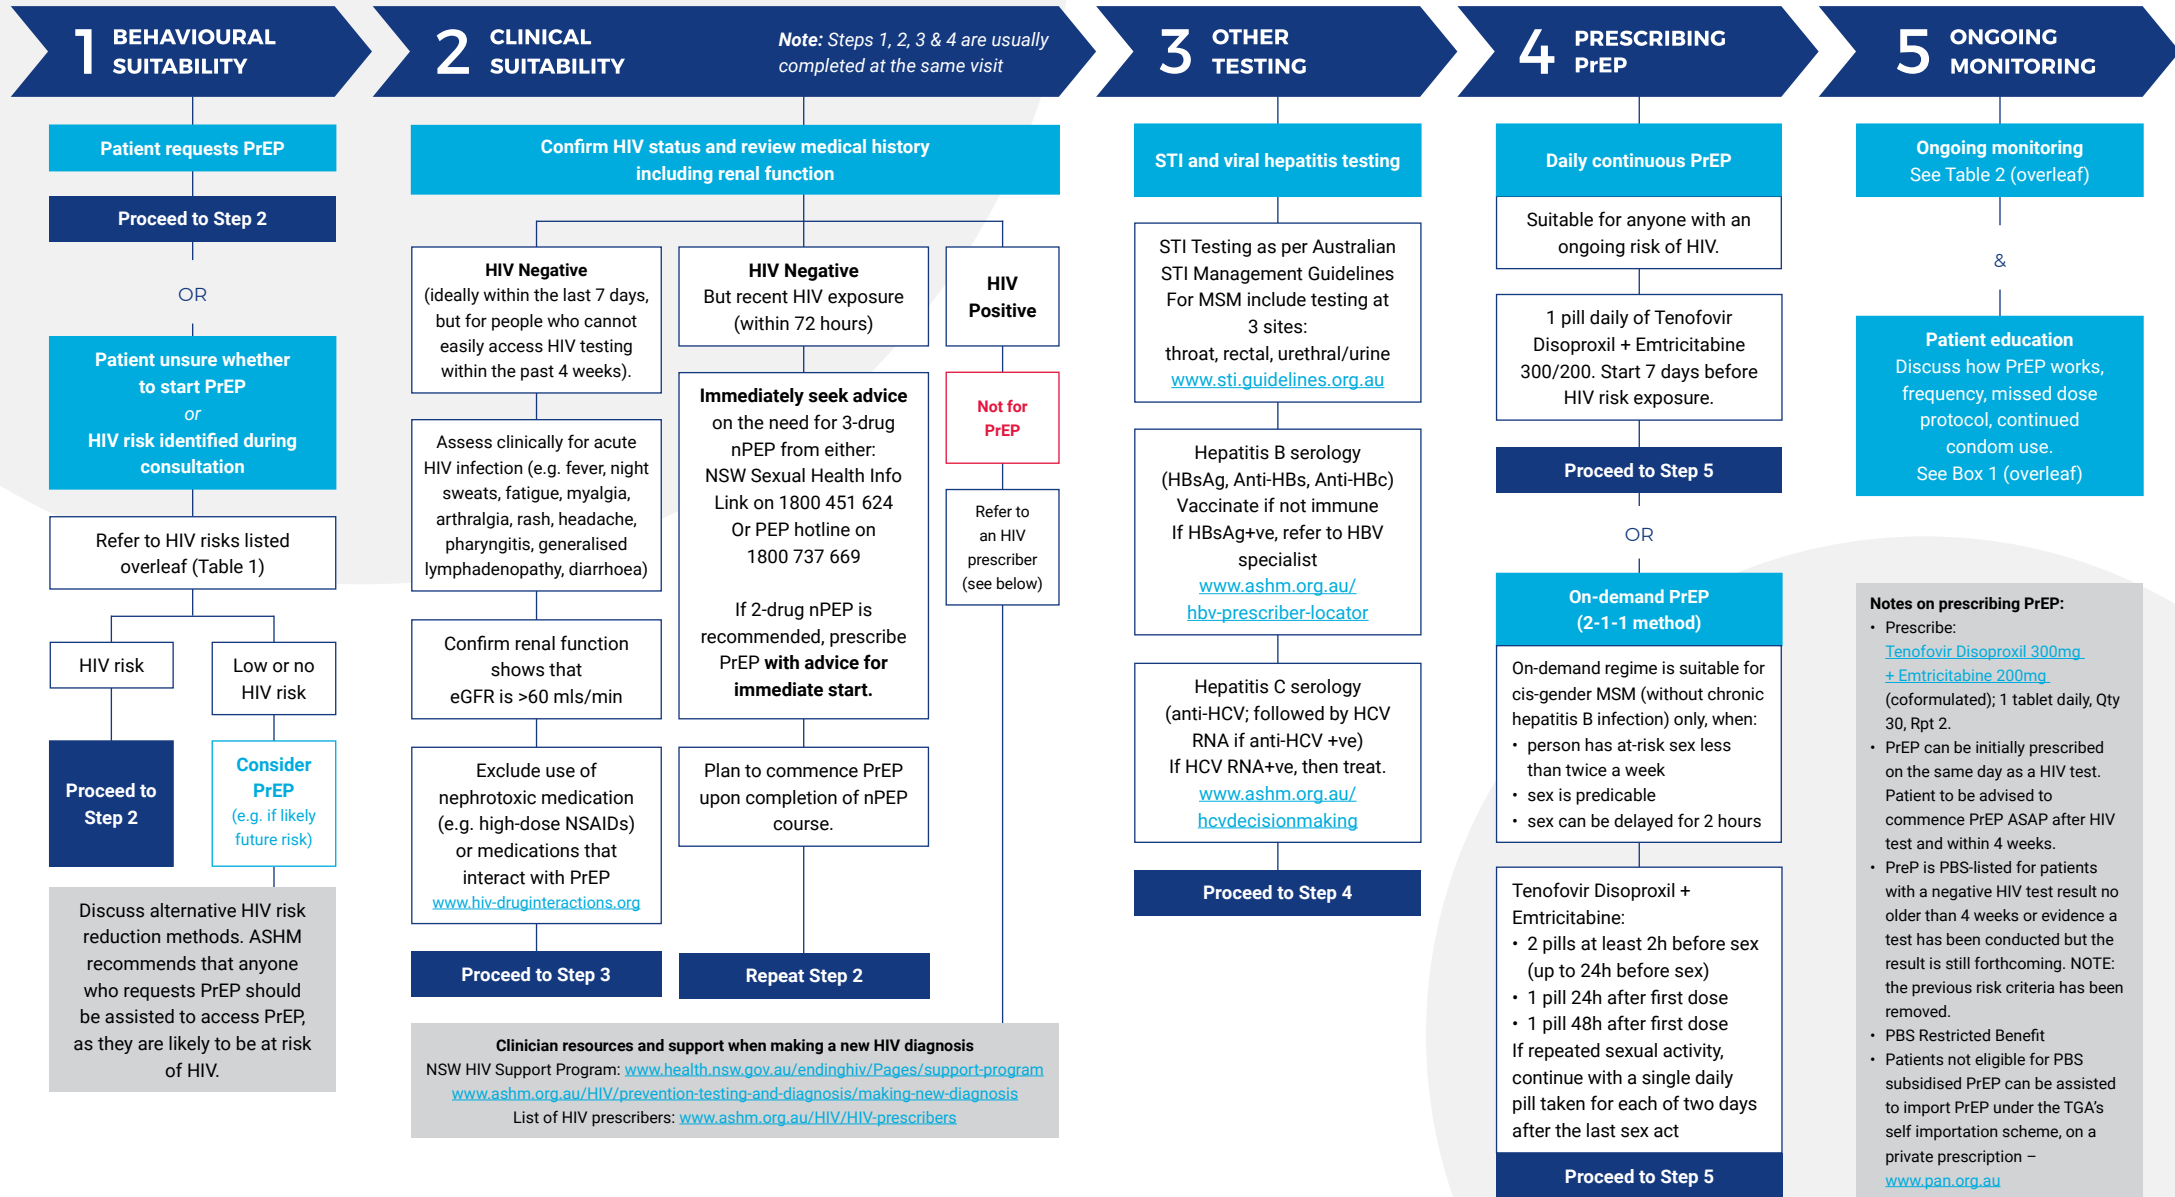 1 BEHAVIOURAL
SUITABILITY
Patient requests PrEP
Proceed to Step 2
OR
Patient unsure whether
to start PrEP
or
HIV risk identified during
consultation
Refer to HIV risks listed
overleaf (Table 1)
HIV risk
Proceed to
Step 2
Low or no
HIV risk
Consider
PrEP
(e.g. if likely
future risk)
Discuss alternative HIV risk
reduction methods. ASHM
recommends that anyone
who requests PrEP should
be assisted to access PrEP,
as they are likely to be at risk
of HIV.
2 CLINICAL
SUITABILITY
Note: Steps 1, 2, 3 & 4 are usually
completed at the same visit
Confirm HIV status and review medical history
including renal function
HIV Negative
(ideally within the last 7 days,
but for people who cannot
easily access HIV testing
within the past 4 weeks).
Assess clinically for acute
HIV infection (e.g. fever, night
sweats, fatigue, myalgia,
arthralgia, rash, headache,
pharyngitis, generalised
lymphadenopathy, diarrhoea)
Confirm renal function
shows that
eGFR is >60 mls/min
Exclude use of
nephrotoxic medication
(e.g. high-dose NSAIDs)
or medications that
interact with PrEP
www.hiv-druginteractions.org
Proceed to Step 3
HIV Negative
But recent HIV exposure
(within 72 hours)
Immediately seek advice
on the need for 3-drug
nPEP from either:
NSW Sexual Health Info
Link on 1800 451 624
Or PEP hotline on
1800 737 669
If 2-drug nPEP is
recommended, prescribe
PrEP with advice for
immediate start.
Plan to commence PrEP
upon completion of nPEP
course.
Repeat Step 2
HIV
Positive
Not for
PrEP
Refer to
an HIV
prescriber
(see below)
Clinician resources and support when making a new HIV diagnosis
NSW HIV Support Program: www.health.nsw.gov.au/endinghiv/Pages/support-program
www.ashm.org.au/HIV/prevention-testing-and-diagnosis/making-new-diagnosis
List of HIV prescribers: www.ashm.org.au/HIV/HIV-prescribers
3 OTHER
TESTING
STI and viral hepatitis testing
STI Testing as per Australian
STI Management Guidelines
For MSM include testing at
3 sites:
throat, rectal, urethral/urine
www.sti.guidelines.org.au
Hepatitis B serology
(HBsAg, Anti-HBs, Anti-HBc)
Vaccinate if not immune
If HBsAg+ve, refer to HBV
specialist
www.ashm.org.au/
hbv-prescriber-locator
Hepatitis C serology
(anti-HCV; followed by HCV
RNA if anti-HCV +ve)
If HCV RNA+ve, then treat.
www.ashm.org.au/
hcvdecisionmaking
Proceed to Step 4
4 PRESCRIBING
PrEP
Daily continuous PrEP
Suitable for anyone with an
ongoing risk of HIV.
1 pill daily of Tenofovir
Disoproxil + Emtricitabine
300/200. Start 7 days before
HIV risk exposure.
Proceed to Step 5
OR
On-demand PrEP
(2-1-1 method)
On-demand regime is suitable for
cis-gender MSM (without chronic
hepatitis B infection) only, when:
• person has at-risk sex less
than twice a week
• sex is predicable
• sex can be delayed for 2 hours
Tenofovir Disoproxil +
Emtricitabine:
• 2 pills at least 2h before sex
(up to 24h before sex)
• 1 pill 24h after first dose
• 1 pill 48h after first dose
If repeated sexual activity,
continue with a single daily
pill taken for each of two days
after the last sex act
Proceed to Step 5
5 ONGOING
MONITORING
Ongoing monitoring
See Table 2 (overleaf)
&
Patient education
Discuss how PrEP works,
frequency, missed dose
protocol, continued
condom use.
See Box 1 (overleaf)
Notes on prescribing PrEP:
• Prescribe:
Tenofovir Disoproxil 300mg
+ Emtricitabine 200mg
(coformulated); 1 tablet daily, Qty
30, Rpt 2.
• PrEP can be initially prescribed
on the same day as a HIV test.
Patient to be advised to
commence PrEP ASAP after HIV
test and within 4 weeks.
• PreP is PBS-listed for patients
with a negative HIV test result no
older than 4 weeks or evidence a
test has been conducted but the
result is still forthcoming. NOTE:
the previous risk criteria has been
removed.
• PBS Restricted Benefit
• Patients not eligible for PBS
subsidised PrEP can be assisted
to import PrEP under the TGA's
self importation scheme, on a
private prescription –
www.pan.org.au